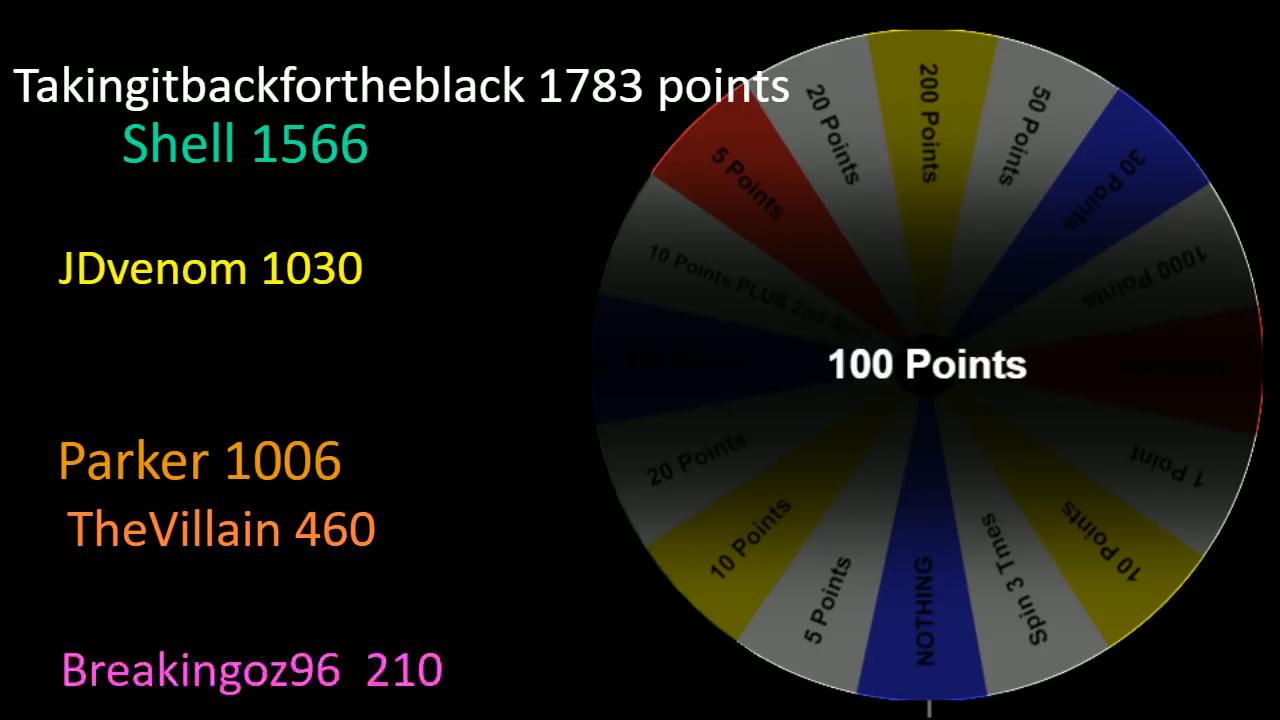 Takingitbackfortheblack 1783 points
Shell 1566
JDvenom 1030
Parker 1006
TheVillain 460
Breakingoz96 210
100 Points
200 Points
50 Points
30 Points
1000 Points
1 Point
10 Points
Spin 3 Tmes
NOTHING
5 Points
10 Points
20 Points
10 Points PLUS 2nd Spin
5 Points
20 Points